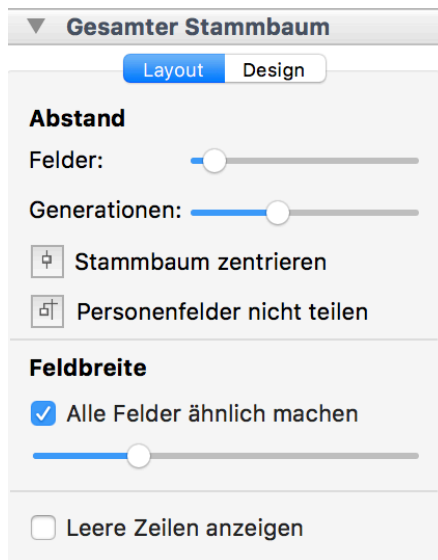 Gesamter Stammbaum
Layout Design
Abstand
Felder:
Generationen:
Stammbaum zentrieren
Personenfelder nicht teilen
Feldbreite
Alle Felder ähnlich machen
Leere Zeilen anzeigen